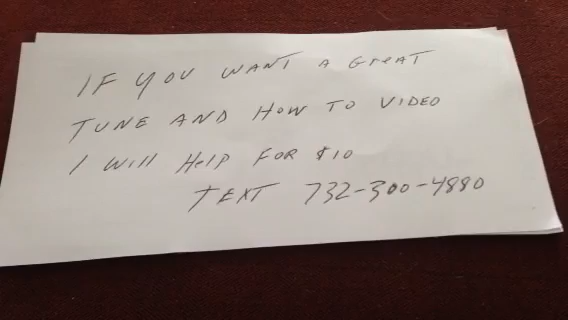 IF YOU WANT A GREAT
TUNE AND HOW TO VIDEO
I WILL HELP FOR $10
TEXT 732-300-4880